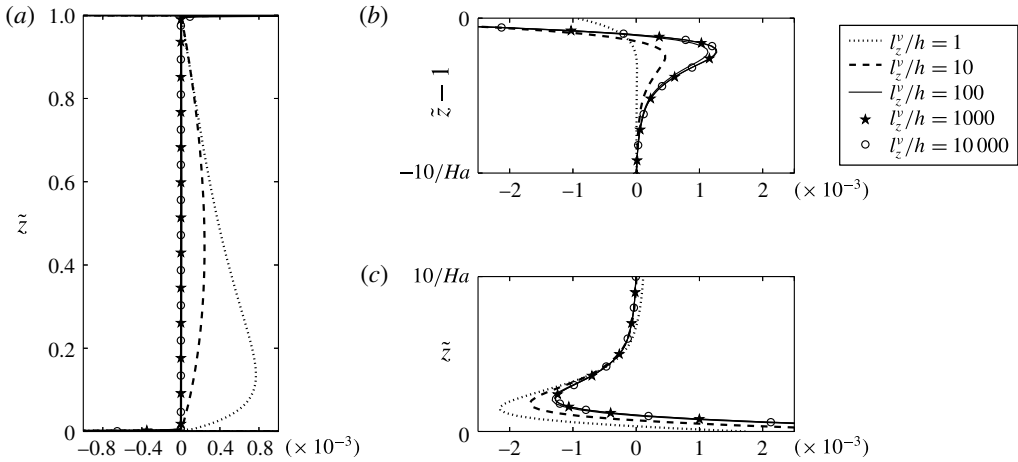 (a)
1.0
0.8
0.6
0.4
0.2
0
z̃
−0.8 −0.4 0 0.4 0.8 (× 10⁻³)
(b)
0
z̃ − 1
−10/Ha
−2 −1 0 1 2 (× 10⁻³)
(c)
10/Ha
z̃
0
−2 −1 0 1 2 (× 10⁻³)
l_z^ν/h = 1
l_z^ν/h = 10
l_z^ν/h = 100
l_z^ν/h = 1000
l_z^ν/h = 10 000